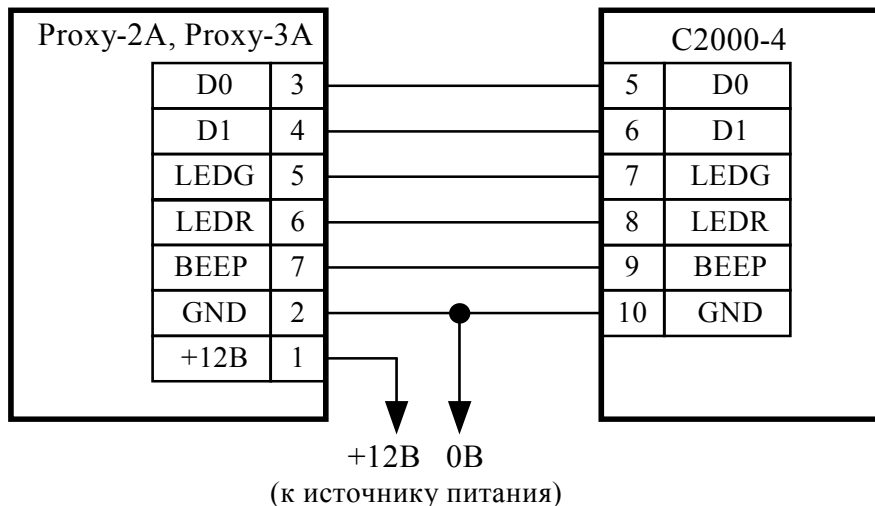 Proxy-2A, Proxy-3A C2000-4
D0 3 5 D0
D1 4 6 D1
LEDG 5 7 LEDG
LEDR 6 8 LEDR
BEEP 7 9 BEEP
GND 2 10 GND
+12В 1
+12В 0В
(к источнику питания)